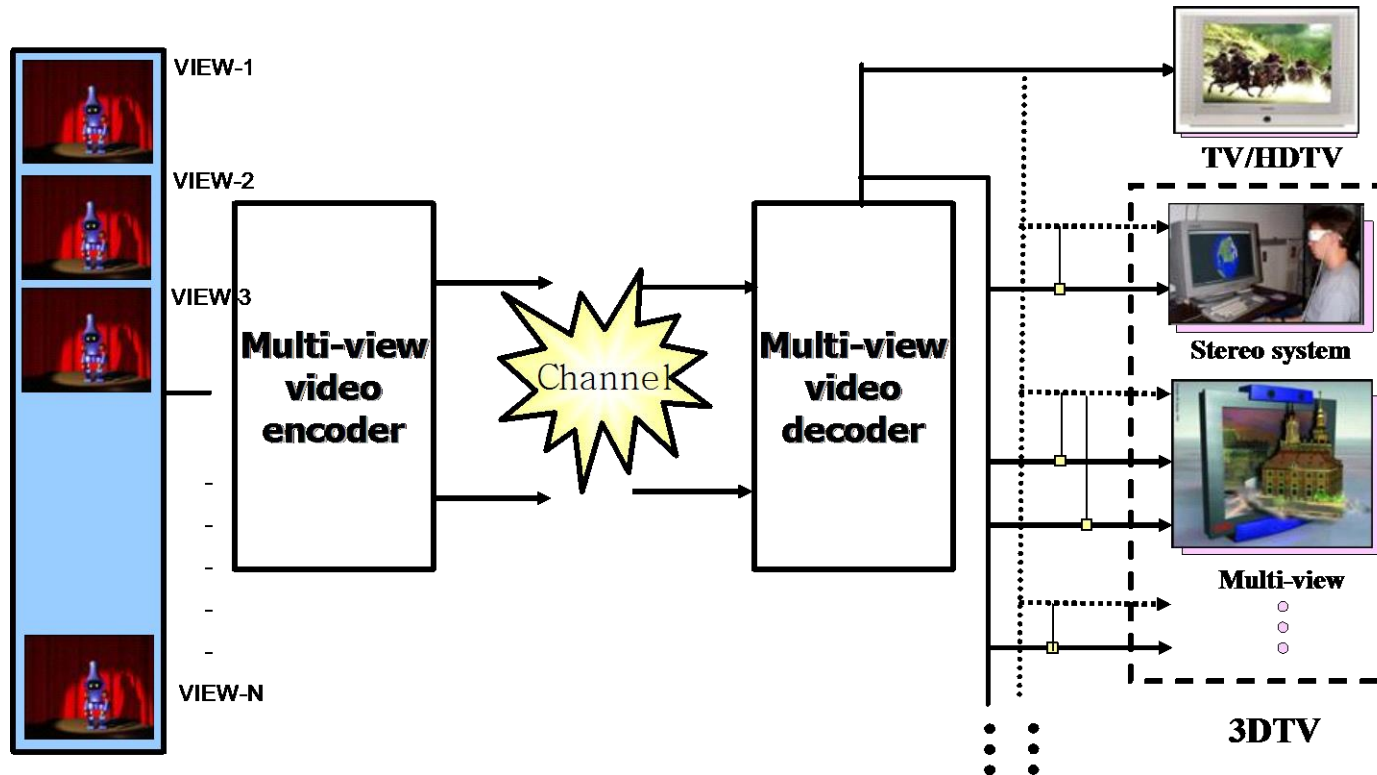 VIEW-1
VIEW-2
VIEW-3
VIEW-N
Multi-view
video
encoder
Channel
Multi-view
video
decoder
TV/HDTV
Stereo system
Multi-view
3DTV